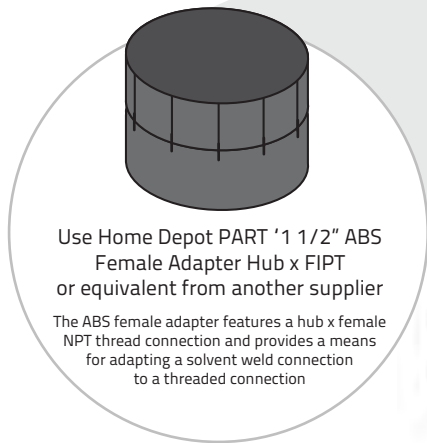 Use Home Depot PART ‘1 1/2” ABS
Female Adapter Hub x FIPT
or equivalent from another supplier
The ABS female adapter features a hub x female
NPT thread connection and provides a means
for adapting a solvent weld connection
to a threaded connection